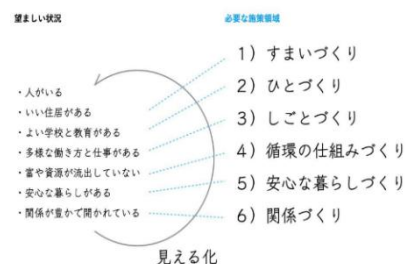 望ましい状況
必要な施策領域
・人がいる
・いい住居がある
・よい学校と教育がある
・多様な働き方と仕事がある
・富や資源が流出していない
・安心な暮らしがある
・関係が豊かで開かれている
1）すまいづくり
2）ひとづくり
3）しごとづくり
4）循環の仕組みづくり
5）安心な暮らしづくり
6）関係づくり
見える化